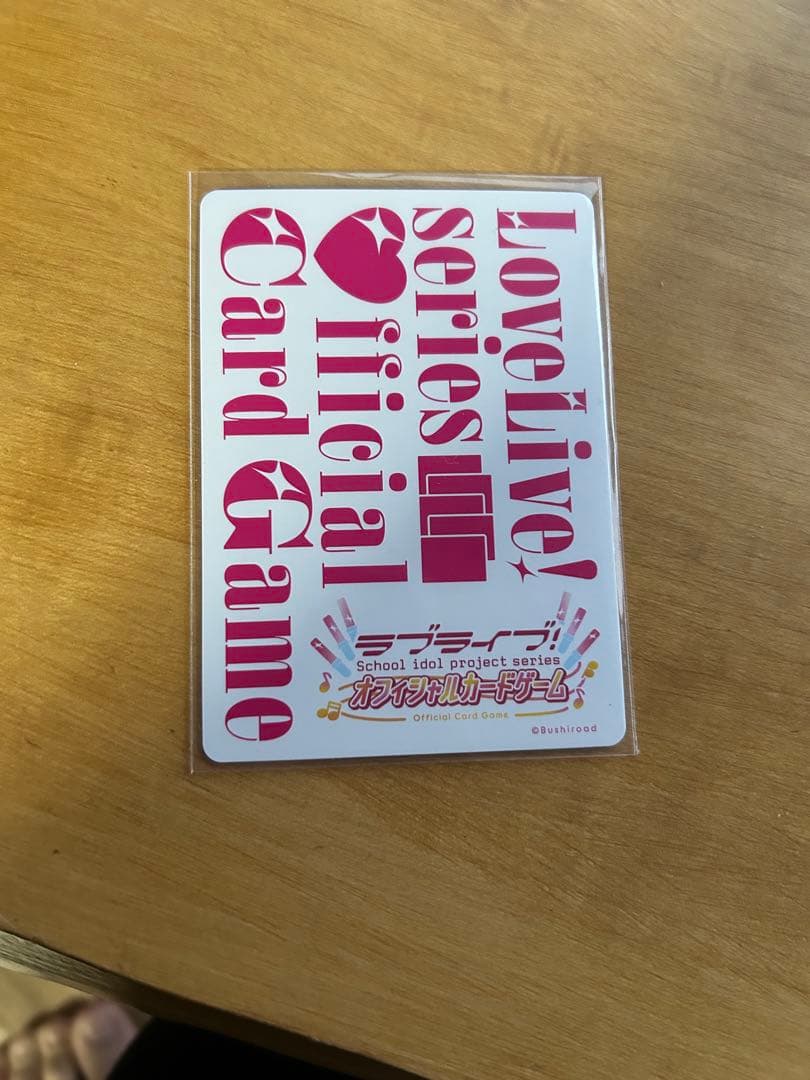 LoveLive!
series
♥fficial
Card Game
ラブライブ!
School idol project series
オフィシャルカードゲーム
Official Card Game
©Bushiroad